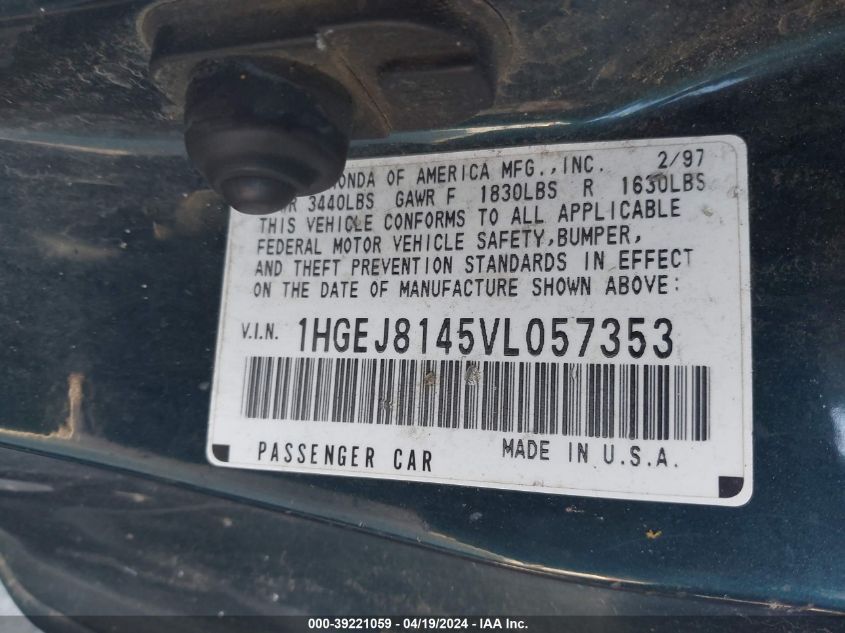 HONDA OF AMERICA MFG.,INC. 2/97
3440LBS GAWR F 1830LBS R 1630LBS
THIS VEHICLE CONFORMS TO ALL APPLICABLE
FEDERAL MOTOR VEHICLE SAFETY,BUMPER,
AND THEFT PREVENTION STANDARDS IN EFFECT
ON THE DATE OF MANUFACTURE SHOWN ABOVE:
V.I.N. 1HGEJ8145VL057353
PASSENGER CAR MADE IN U.S.A.
000-39221059 - 04/19/2024 - IAAI Inc.